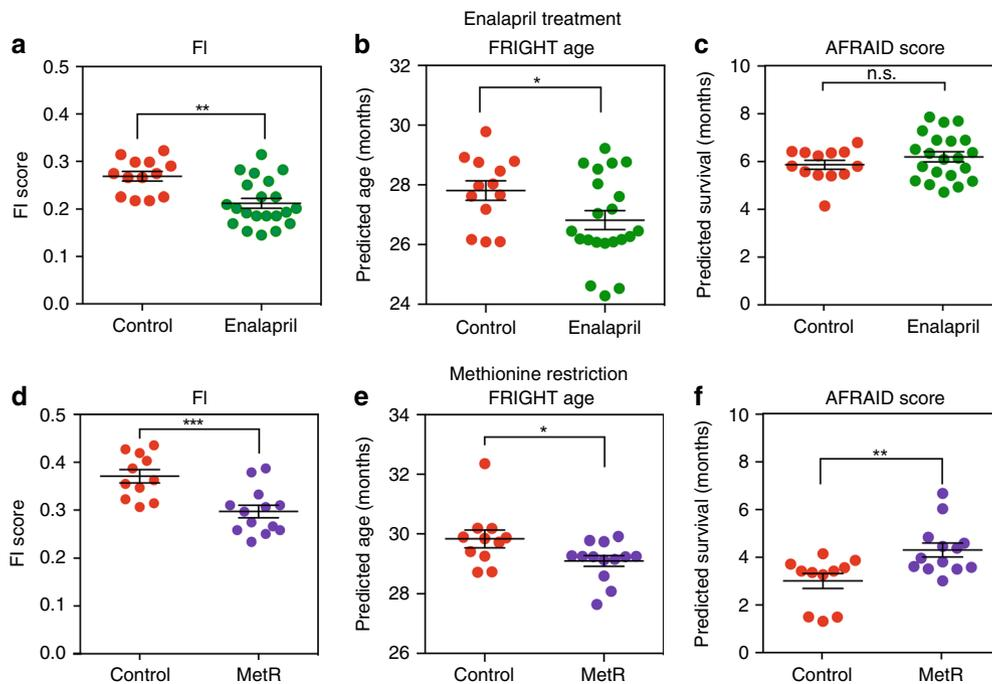 Enalapril treatment
a
FI
FI score
0.5
0.4
0.3
0.2
0.1
0.0
**
Control
Enalapril
b
FRIGHT age
Predicted age (months)
32
30
28
26
24
*
Control
Enalapril
c
AFRAID score
Predicted survival (months)
10
8
6
4
2
0
n.s.
Control
Enalapril
Methionine restriction
d
FI
FI score
0.5
0.4
0.3
0.2
0.1
0.0
***
Control
MetR
e
FRIGHT age
Predicted age (months)
34
32
30
28
26
*
Control
MetR
f
AFRAID score
Predicted survival (months)
10
8
6
4
2
0
**
Control
MetR